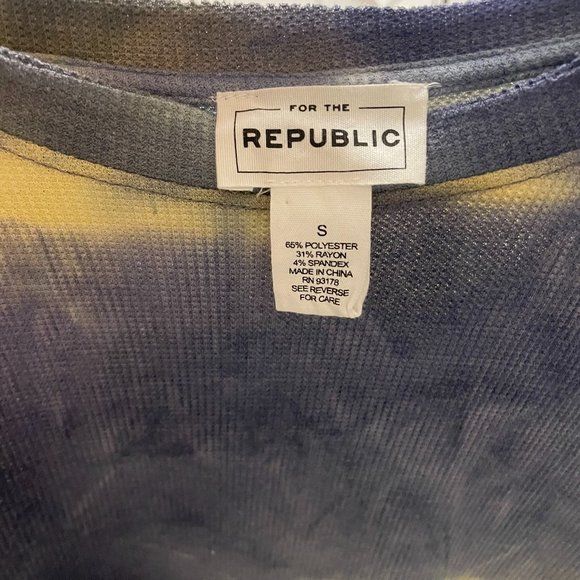 FOR THE
REPUBLIC
S
65% POLYESTER
31% RAYON
4% SPANDEX
MADE IN CHINA
RN 93178
SEE REVERSE
FOR CARE